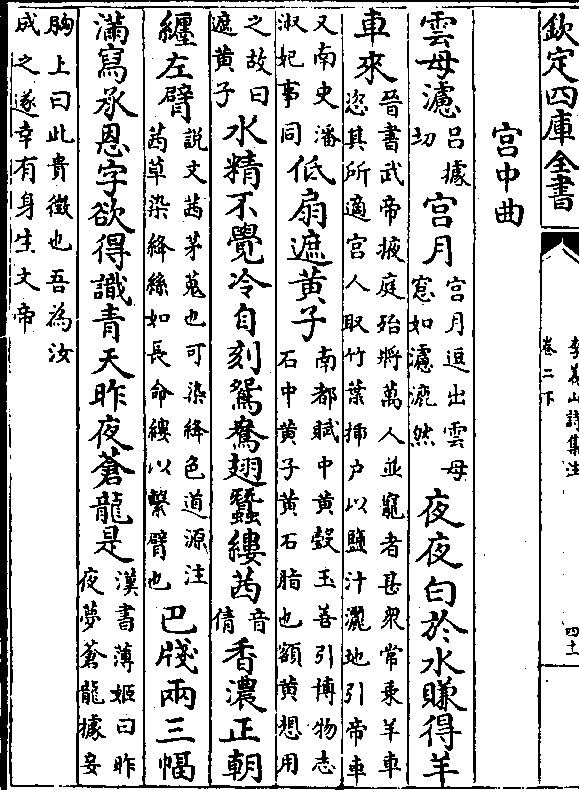 欽定四庫全書
李義山詩集注
卷二下
四十一
宮中曲
雲母濾吕據切宮月宮月逗出雲母窓如濾漉然夜夜白於水賺得羊
車來晉書武帝掖庭殆將萬人並寵者甚衆常乘羊車恣其所適宮人取竹葉揷户以鹽汁灑地引帝車
又南史潘淑妃事同低扇遮黄子南都賦中黄瑴玉善引博物志石中黄子黄石脂也額黄想用
之故曰遮黄子水精不覺冷自刻鴛鴦翅蠶縷茜音倩香濃正朝
纏左臂説文茜茅蒐也可染絳色道源注茜草染絳絲如長命縷以繫臂也巴牋兩三幅
滿寫承恩字欲得識青天昨夜蒼龍是漢書薄姬曰昨夜夢蒼龍據妾
胸上曰此貴徵也吾為汝成之遂幸有身生文帝